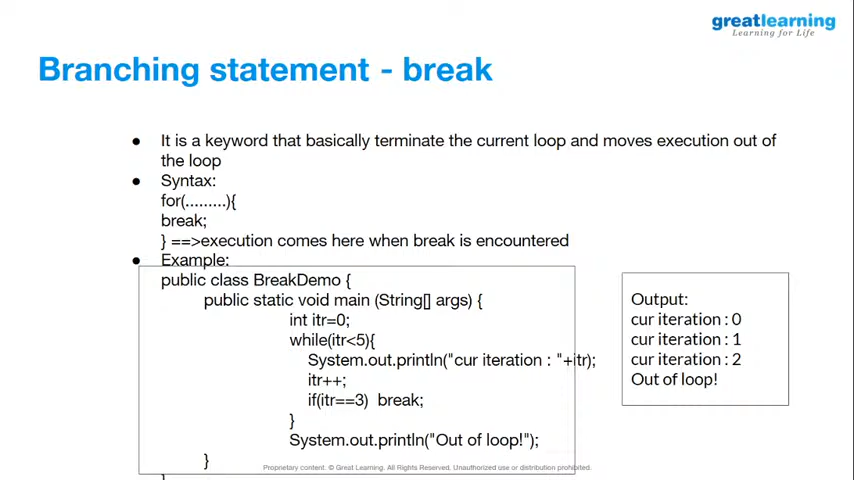 greatlearning
Learning for Life
Branching statement - break
● It is a keyword that basically terminate the current loop and moves execution out of
the loop
● Syntax:
for(.........){
break;
} ==>execution comes here when break is encountered
● Example:
public class BreakDemo {
public static void main (String[] args) {
int itr=0;
while(itr<5){
System.out.println("cur iteration : "+itr);
itr++;
if(itr==3) break;
}
System.out.println("Out of loop!");
}
}
Output:
cur iteration : 0
cur iteration : 1
cur iteration : 2
Out of loop!
Proprietary content. © Great Learning. All Rights Reserved. Unauthorized use or distribution prohibited.